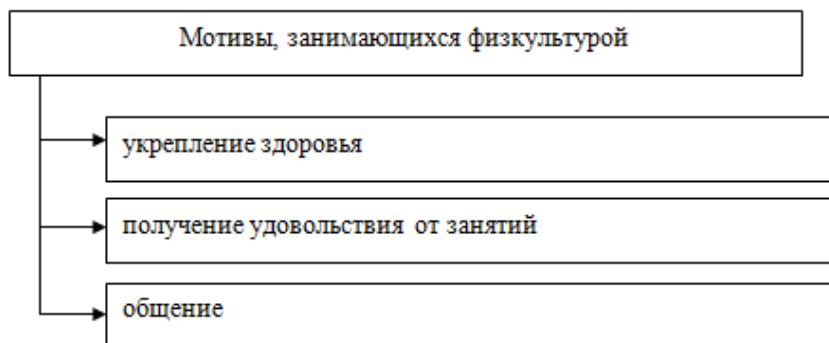 Мотивы, занимающихся физкультурой
укрепление здоровья
получение удовольствия от занятий
общение